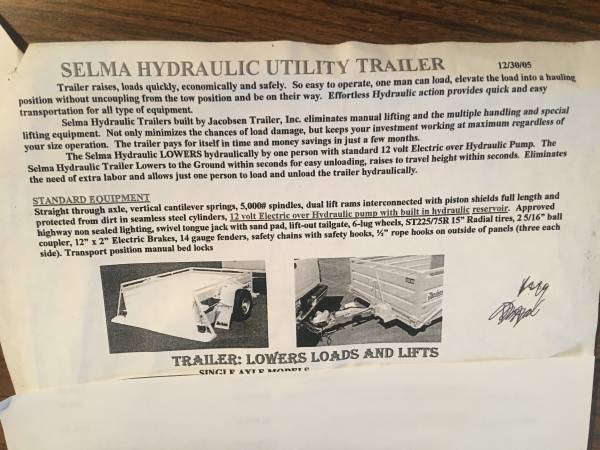 SELMA HYDRAULIC UTILITY TRAILER 12/30/05
Trailer raises, loads quickly, economically and safely. So easy to operate, one man can load, elevate the load into a hauling
position without uncoupling from the tow position and be on their way. Effortless Hydraulic action provides quick and easy
transportation for all type of equipment.
Selma Hydraulic Trailers built by Jacobsen Trailer, Inc. eliminates manual lifting and the multiple handling and special
lifting equipment. Not only minimizes the chances of load damage, but keeps your investment working at maximum regardless of
your size operation. The trailer pays for itself in time and money savings in just a few months.
The Selma Hydraulic LOWERS hydraulically by one person with standard 12 volt Electric over Hydraulic Pump. The
Selma Hydraulic Trailer Lowers to the Ground within seconds for easy unloading, raises to travel height within seconds. Eliminates
the need of extra labor and allows just one person to load and unload the trailer hydraulically.
STANDARD EQUIPMENT
Straight through axle, vertical cantilever springs, 5,000# spindles, dual lift rams interconnected with piston shields full length and
protected from dirt in seamless steel cylinders, 12 volt Electric over Hydraulic pump with built in hydraulic reservoir. Approved
highway non sealed lighting, swivel tongue jack with sand pad, lift-out tailgate, 6-lug wheels, ST225/75R 15" Radial tires, 2 5/16" ball
coupler, 12" x 2" Electric Brakes, 14 gauge fenders, safety chains with safety hooks, ½" rope hooks on outside of panels (three each
side). Transport position manual bed locks
TRAILER: LOWERS LOADS AND LIFTS
SINGLE AXLE MODELS